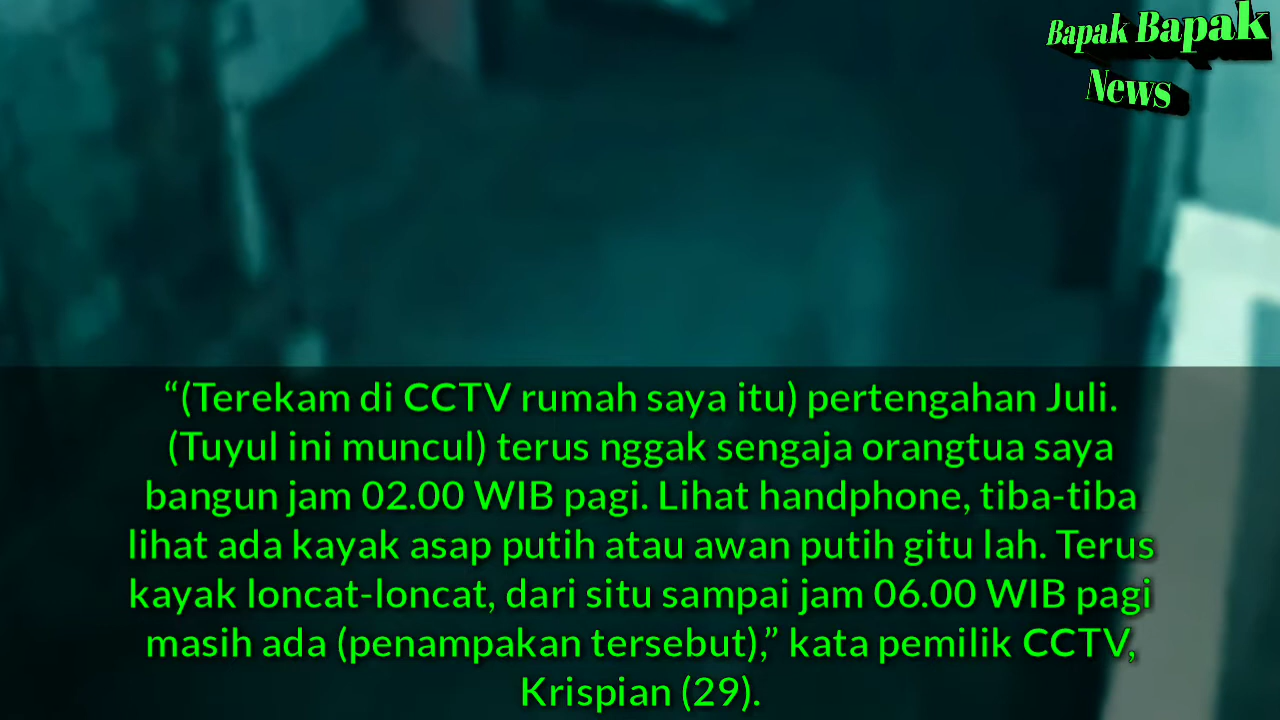 Bapak Bapak
News
“(Terekam di CCTV rumah saya itu) pertengahan Juli.
(Tuyul ini muncul) terus nggak sengaja orangtua saya
bangun jam 02.00 WIB pagi. Lihat handphone, tiba-tiba
lihat ada kayak asap putih atau awan putih gitu lah. Terus
kayak loncat-loncat, dari situ sampai jam 06.00 WIB pagi
masih ada (penampakan tersebut),” kata pemilik CCTV,
Krispian (29).